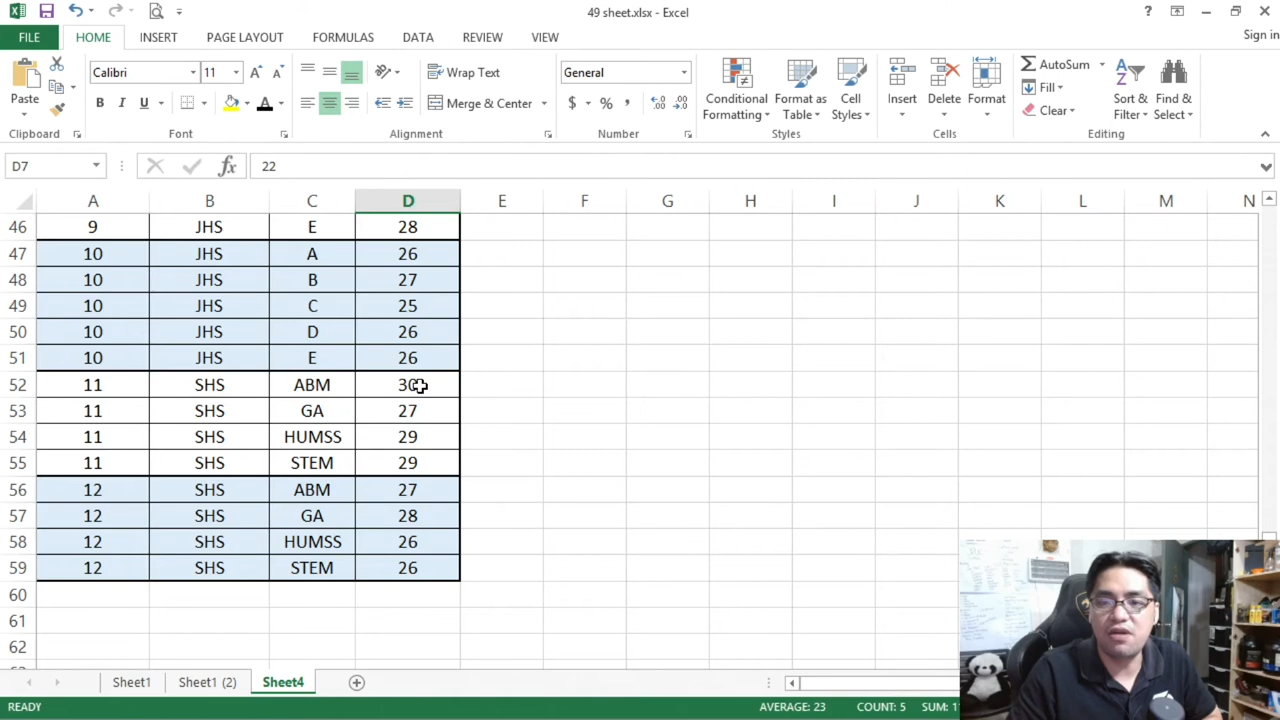 49 sheet.xlsx - Excel
Sign in
FILE HOME INSERT PAGE LAYOUT FORMULAS DATA REVIEW VIEW
Paste
Calibri 11
B I U
Wrap Text
Merge & Center
General
$ % ,
Conditional Formatting
Format as Table
Cell Styles
Insert Delete Format
AutoSum
Fill
Clear
Sort & Filter
Find & Select
Clipboard Font Alignment Number Styles Cells Editing
D7 fx 22
A B C D E F G H I J K L M N
46 9 JHS E 28
47 10 JHS A 26
48 10 JHS B 27
49 10 JHS C 25
50 10 JHS D 26
51 10 JHS E 26
52 11 SHS ABM 30
53 11 SHS GA 27
54 11 SHS HUMSS 29
55 11 SHS STEM 29
56 12 SHS ABM 27
57 12 SHS GA 28
58 12 SHS HUMSS 26
59 12 SHS STEM 26
60
61
62
Sheet1 Sheet1 (2) Sheet4
READY AVERAGE: 23 COUNT: 5 SUM: